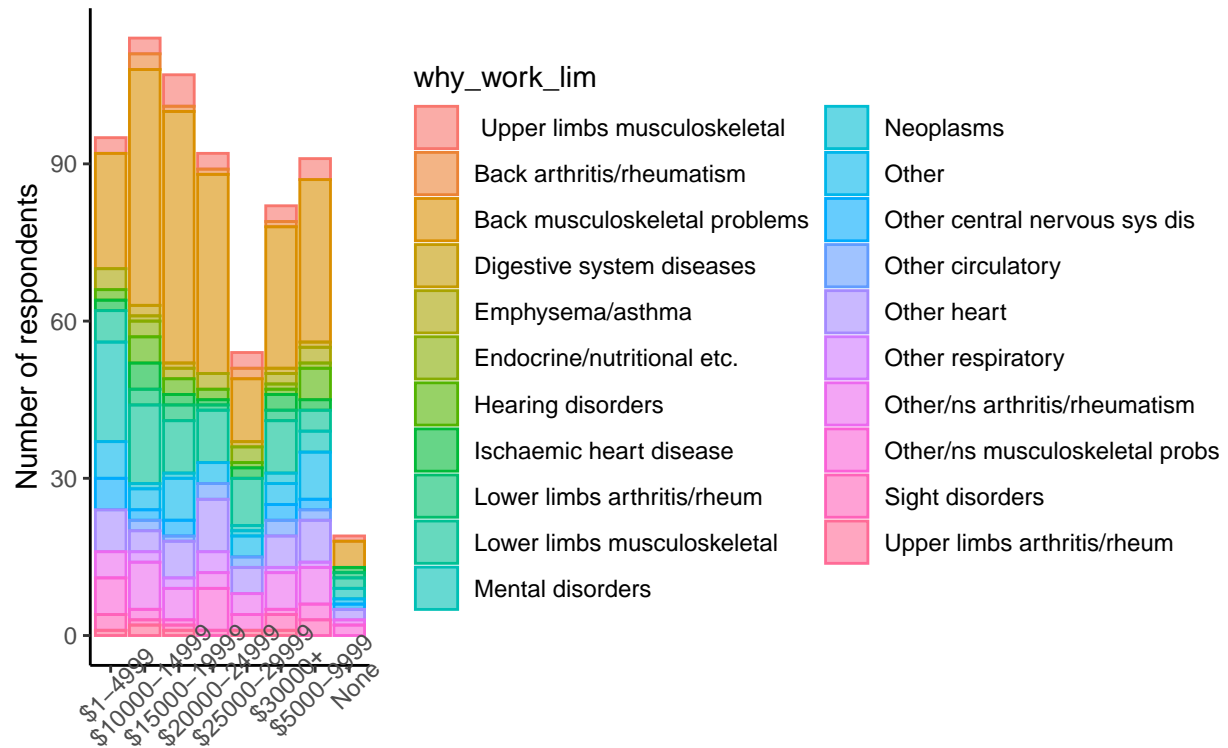 Number of respondents
90
60
30
0
$1–4999
$10000–14999
$15000–19999
$20000–24999
$25000–29999
$30000+
$5000–9999
None
why_work_lim
Upper limbs musculoskeletal
Back arthritis/rheumatism
Back musculoskeletal problems
Digestive system diseases
Emphysema/asthma
Endocrine/nutritional etc.
Hearing disorders
Ischaemic heart disease
Lower limbs arthritis/rheum
Lower limbs musculoskeletal
Mental disorders
Neoplasms
Other
Other central nervous sys dis
Other circulatory
Other heart
Other respiratory
Other/ns arthritis/rheumatism
Other/ns musculoskeletal probs
Sight disorders
Upper limbs arthritis/rheum